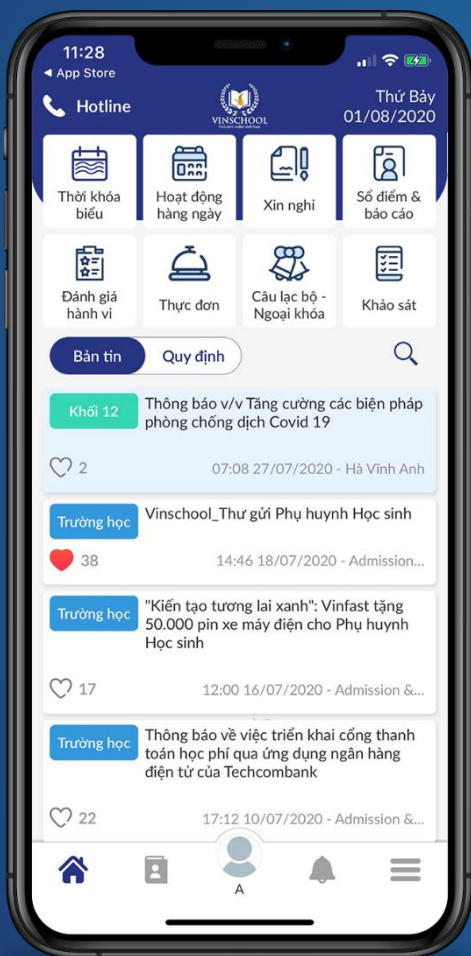 11:28
◀ App Store
Hotline
VINSCHOOL
Thứ Bảy
01/08/2020
Thời khóa
biểu
Hoạt động
hàng ngày
Xin nghỉ
Sổ điểm &
báo cáo
Đánh giá
hành vi
Thực đơn
Câu lạc bộ -
Ngoại khóa
Khảo sát
Bản tin
Quy định
Khối 12
Thông báo v/v Tăng cường các biện pháp
phòng chống dịch Covid 19
2
07:08 27/07/2020 - Hà Vĩnh Anh
Trường học
Vinschool_Thư gửi Phụ huynh Học sinh
38
14:46 18/07/2020 - Admission...
Trường học
"Kiến tạo tương lai xanh": Vinfast tặng
50.000 pin xe máy điện cho Phụ huynh
Học sinh
17
12:00 16/07/2020 - Admission &...
Trường học
Thông báo về việc triển khai cổng thanh
toán học phí qua ứng dụng ngân hàng
điện tử của Techcombank
22
17:12 10/07/2020 - Admission &...
A